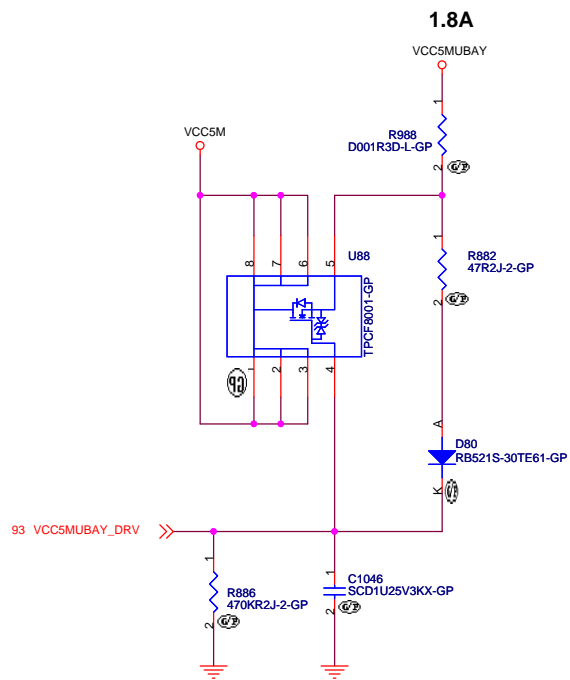 1.8A
VCC5MUBAY
1
R988
D001R3D-L-GP
2
G/P
VCC5M
8
7
6
5
U88
TPCF8001-GP
1
2
3
4
GP
1
R882
47R2J-2-GP
2
G/P
A
D80
RB521S-30TE61-GP
K
G/P
93 VCC5MUBAY_DRV
1
R886
470KR2J-2-GP
2
G/P
1
C1046
SCD1U25V3KX-GP
2
G/P